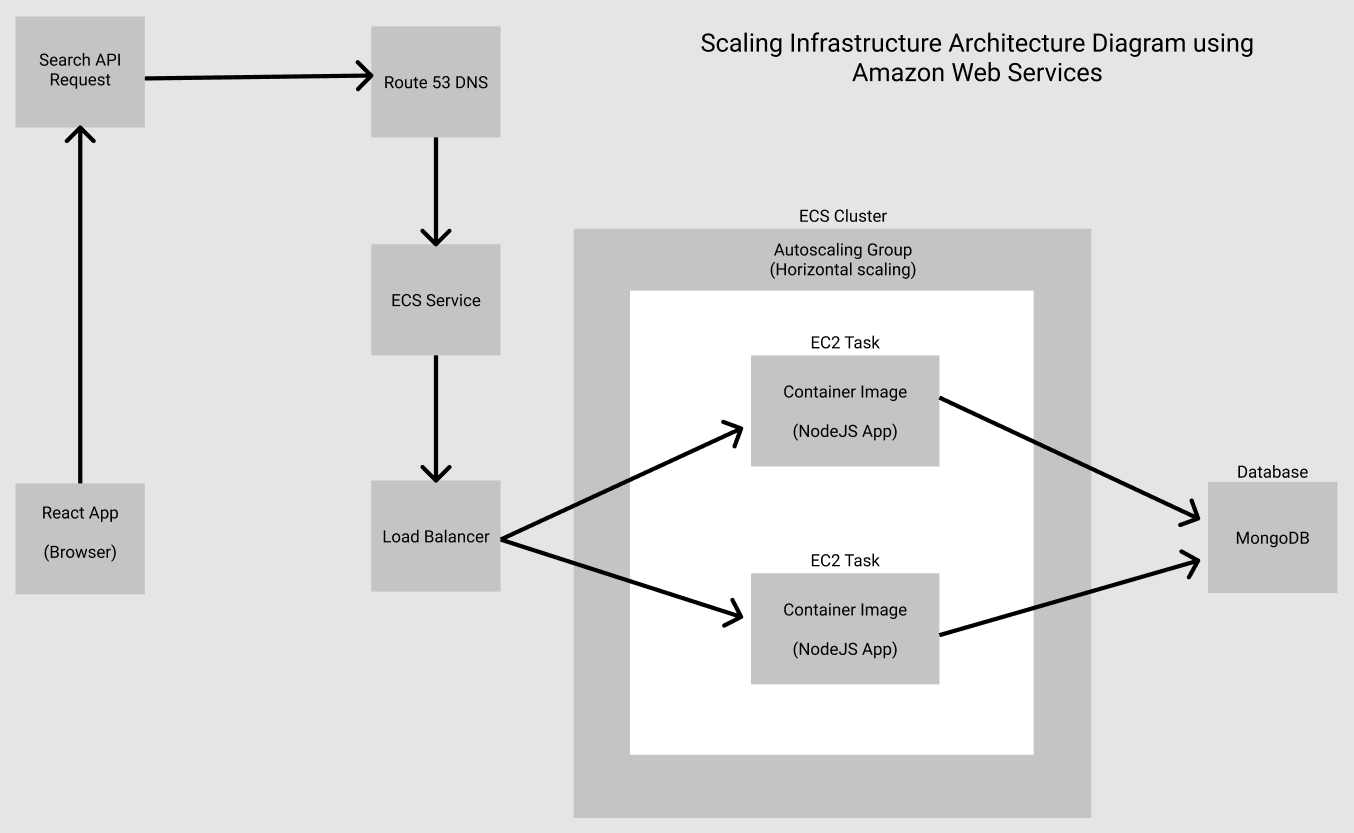 Scaling Infrastructure Architecture Diagram using
Amazon Web Services
Search API
Request
Route 53 DNS
ECS Service
Load Balancer
React App
(Browser)
ECS Cluster
Autoscaling Group
(Horizontal scaling)
EC2 Task
Container Image
(NodeJS App)
EC2 Task
Container Image
(NodeJS App)
Database
MongoDB